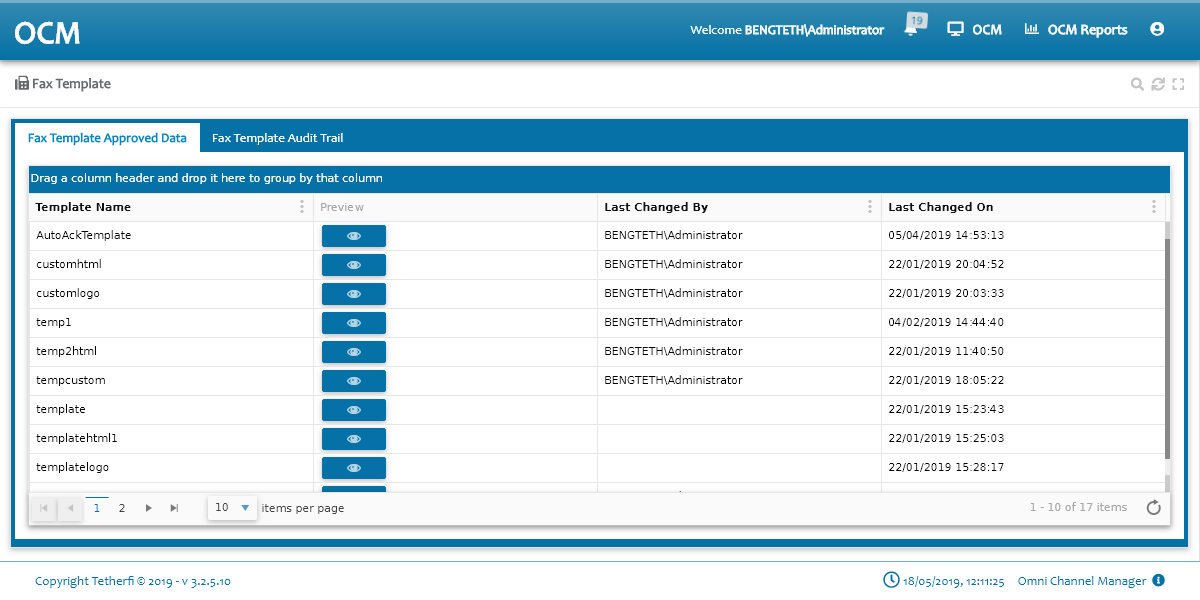 OCM
Welcome BENGTETH\Administrator 19 OCM OCM Reports
Fax Template
Fax Template Approved Data Fax Template Audit Trail
Drag a column header and drop it here to group by that column
Template Name Preview Last Changed By Last Changed On
AutoAckTemplate BENGTETH\Administrator 05/04/2019 14:53:13
customhtml BENGTETH\Administrator 22/01/2019 20:04:52
customlogo BENGTETH\Administrator 22/01/2019 20:03:33
temp1 BENGTETH\Administrator 04/02/2019 14:44:40
temp2html BENGTETH\Administrator 22/01/2019 11:40:50
tempcustom BENGTETH\Administrator 22/01/2019 18:05:22
template 22/01/2019 15:23:43
templatehtml1 22/01/2019 15:25:03
templatelogo 22/01/2019 15:28:17
1 2 10 items per page 1 - 10 of 17 items
Copyright Tetherfi © 2019 - v 3.2.5.10 18/05/2019, 12:11:25 Omni Channel Manager